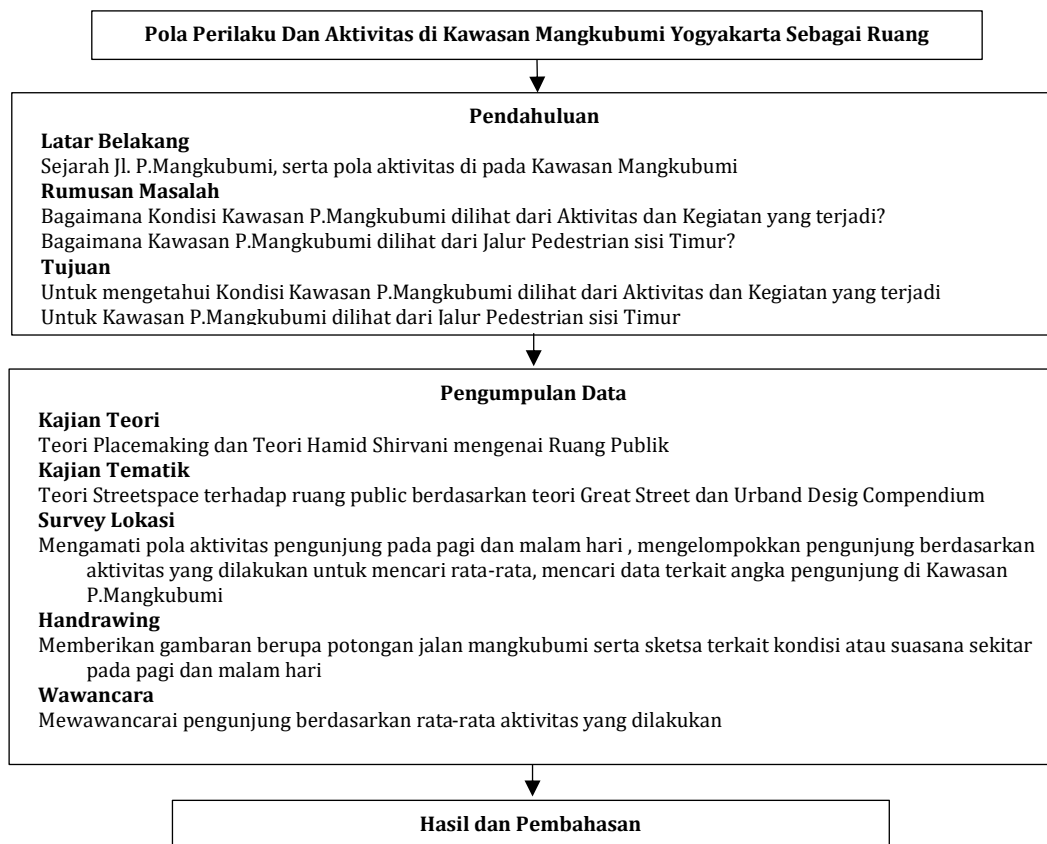 Pola Perilaku Dan Aktivitas di Kawasan Mangkubumi Yogyakarta Sebagai Ruang
Pendahuluan
Latar Belakang
Sejarah Jl. P.Mangkubumi, serta pola aktivitas di pada Kawasan Mangkubumi
Rumusan Masalah
Bagaimana Kondisi Kawasan P.Mangkubumi dilihat dari Aktivitas dan Kegiatan yang terjadi?
Bagaimana Kawasan P.Mangkubumi dilihat dari Jalur Pedestrian sisi Timur?
Tujuan
Untuk mengetahui Kondisi Kawasan P.Mangkubumi dilihat dari Aktivitas dan Kegiatan yang terjadi
Untuk Kawasan P.Mangkubumi dilihat dari Jalur Pedestrian sisi Timur
Pengumpulan Data
Kajian Teori
Teori Placemaking dan Teori Hamid Shirvani mengenai Ruang Publik
Kajian Tematik
Teori Streetspace terhadap ruang public berdasarkan teori Great Street dan Urband Desig Compendium
Survey Lokasi
Mengamati pola aktivitas pengunjung pada pagi dan malam hari , mengelompokkan pengunjung berdasarkan
aktivitas yang dilakukan untuk mencari rata-rata, mencari data terkait angka pengunjung di Kawasan
P.Mangkubumi
Handrawing
Memberikan gambaran berupa potongan jalan mangkubumi serta sketsa terkait kondisi atau suasana sekitar
pada pagi dan malam hari
Wawancara
Mewawancarai pengunjung berdasarkan rata-rata aktivitas yang dilakukan
Hasil dan Pembahasan